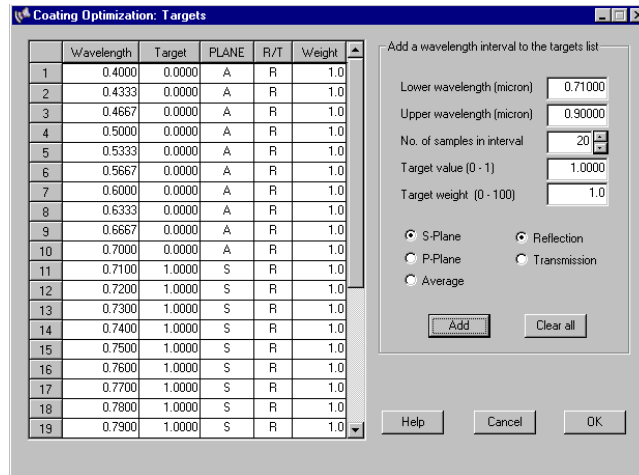 Coating Optimization: Targets
Wavelength Target PLANE R/T Weight
1 0.4000 0.0000 A R 1.0
2 0.4333 0.0000 A R 1.0
3 0.4667 0.0000 A R 1.0
4 0.5000 0.0000 A R 1.0
5 0.5333 0.0000 A R 1.0
6 0.5667 0.0000 A R 1.0
7 0.6000 0.0000 A R 1.0
8 0.6333 0.0000 A R 1.0
9 0.6667 0.0000 A R 1.0
10 0.7000 0.0000 A R 1.0
11 0.7100 1.0000 S R 1.0
12 0.7200 1.0000 S R 1.0
13 0.7300 1.0000 S R 1.0
14 0.7400 1.0000 S R 1.0
15 0.7500 1.0000 S R 1.0
16 0.7600 1.0000 S R 1.0
17 0.7700 1.0000 S R 1.0
18 0.7800 1.0000 S R 1.0
19 0.7900 1.0000 S R 1.0
Add a wavelength interval to the targets list
Lower wavelength (micron) 0.71000
Upper wavelength (micron) 0.90000
No. of samples in interval 20
Target value (0 - 1) 1.0000
Target weight (0 - 100) 1.0
S-Plane Reflection
P-Plane Transmission
Average
Add Clear all
Help Cancel OK